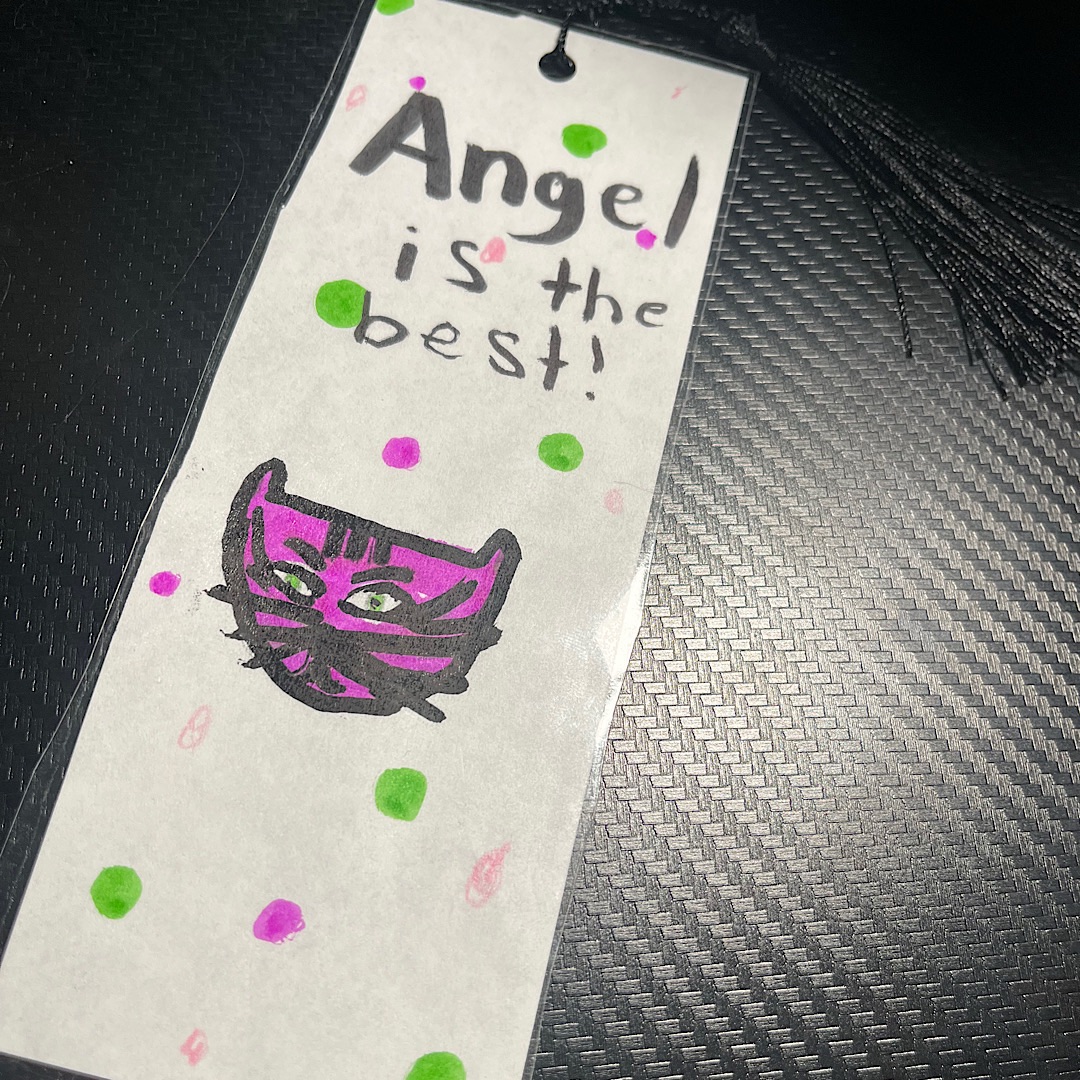 Angel
is the
best!